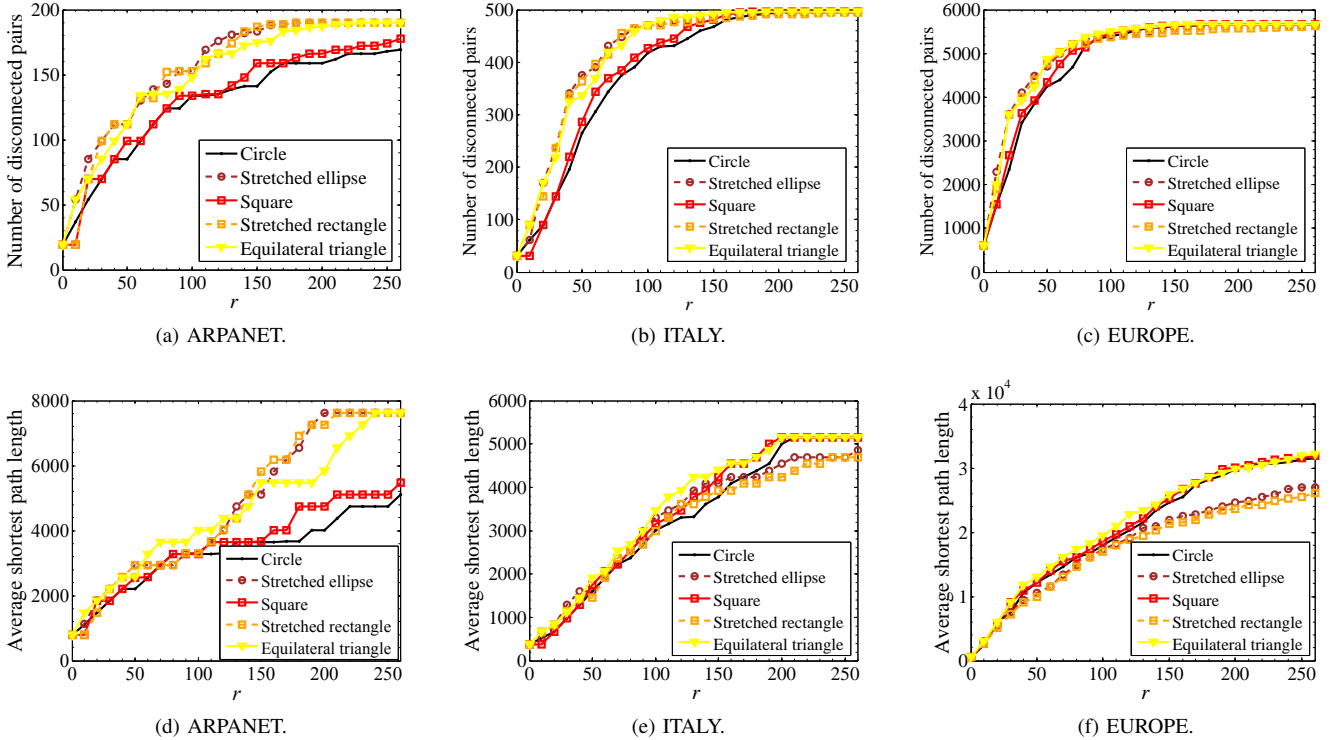 Number of disconnected pairs
200
150
100
50
0
0 50 100 150 200 250
r
Circle
Stretched ellipse
Square
Stretched rectangle
Equilateral triangle
(a) ARPANET.
Number of disconnected pairs
500
400
300
200
100
0
0 50 100 150 200 250
r
Circle
Stretched ellipse
Square
Stretched rectangle
Equilateral triangle
(b) ITALY.
Number of disconnected pairs
6000
5000
4000
3000
2000
1000
0
0 50 100 150 200 250
r
Circle
Stretched ellipse
Square
Stretched rectangle
Equilateral triangle
(c) EUROPE.
Average shortest path length
8000
6000
4000
2000
0
0 50 100 150 200 250
r
Circle
Stretched ellipse
Square
Stretched rectangle
Equilateral triangle
(d) ARPANET.
Average shortest path length
6000
5000
4000
3000
2000
1000
0
0 50 100 150 200 250
r
Circle
Stretched ellipse
Square
Stretched rectangle
Equilateral triangle
(e) ITALY.
Average shortest path length
x 10^4
4
3
2
1
0
0 50 100 150 200 250
r
Circle
Stretched ellipse
Square
Stretched rectangle
Equilateral triangle
(f) EUROPE.